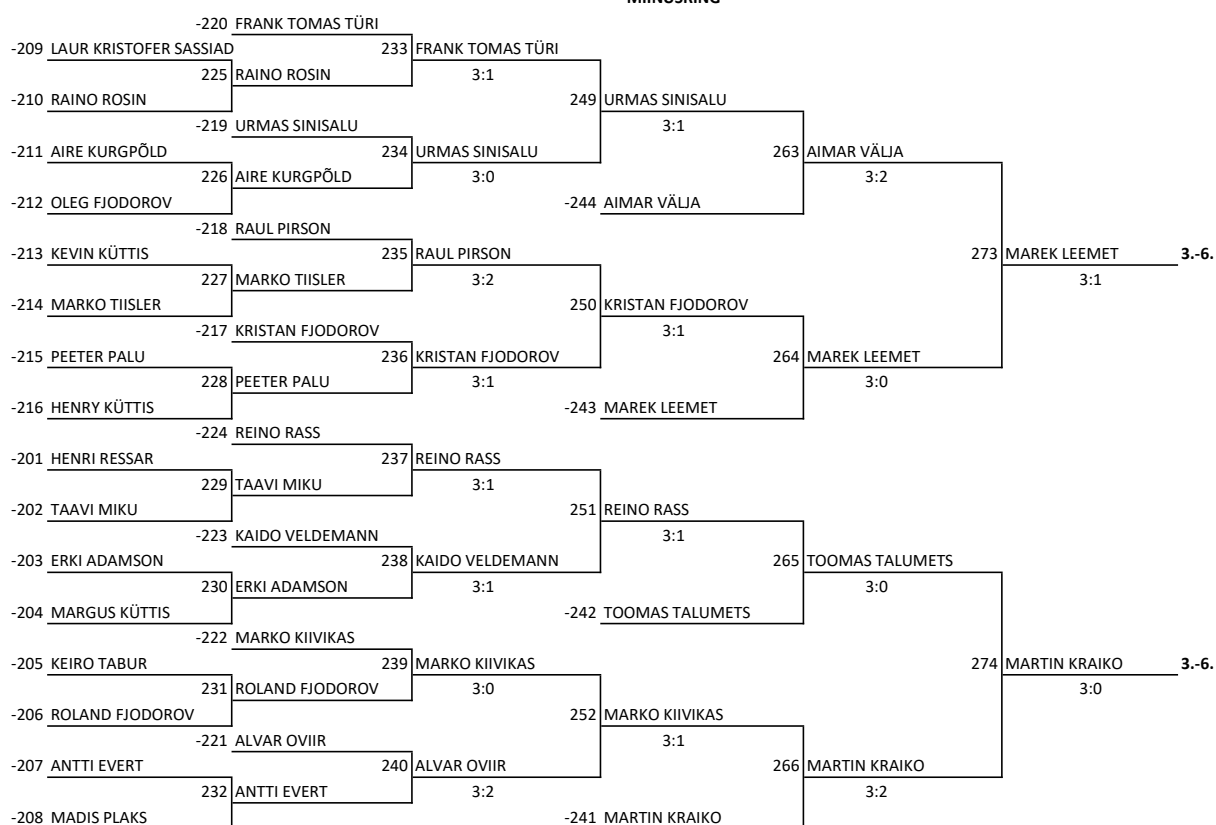 MIINUSRING
-220 FRANK TOMAS TÜRI
-209 LAUR KRISTOFER SASSIAD 233 FRANK TOMAS TÜRI
225 RAINO ROSIN 3:1
-210 RAINO ROSIN 249 URMAS SINISALU
-219 URMAS SINISALU 3:1
-211 AIRE KURGPÕLD 234 URMAS SINISALU 263 AIMAR VÄLJA
226 AIRE KURGPÕLD 3:0 3:2
-212 OLEG FJODOROV -244 AIMAR VÄLJA
-218 RAUL PIRSON
-213 KEVIN KÜTTIS 235 RAUL PIRSON 273 MAREK LEEMET 3.-6.
227 MARKO TIISLER 3:2 3:1
-214 MARKO TIISLER 250 KRISTAN FJODOROV
-217 KRISTAN FJODOROV 3:1
-215 PEETER PALU 236 KRISTAN FJODOROV 264 MAREK LEEMET
228 PEETER PALU 3:1 3:0
-216 HENRY KÜTTIS -243 MAREK LEEMET
-224 REINO RASS
-201 HENRI RESSAR 237 REINO RASS
229 TAAVI MIKU 3:1
-202 TAAVI MIKU 251 REINO RASS
-223 KAIDO VELDEMANN 3:1
-203 ERKI ADAMSON 238 KAIDO VELDEMANN 265 TOOMAS TALUMETS
230 ERKI ADAMSON 3:1 3:0
-204 MARGUS KÜTTIS -242 TOOMAS TALUMETS
-222 MARKO KIIVIKAS
-205 KEIRO TABUR 239 MARKO KIIVIKAS 274 MARTIN KRAIKO 3.-6.
231 ROLAND FJODOROV 3:0 3:0
-206 ROLAND FJODOROV 252 MARKO KIIVIKAS
-221 ALVAR OVIIR 3:1
-207 ANTTI EVERT 240 ALVAR OVIIR 266 MARTIN KRAIKO
232 ANTTI EVERT 3:2 3:2
-208 MADIS PLAKS -241 MARTIN KRAIKO